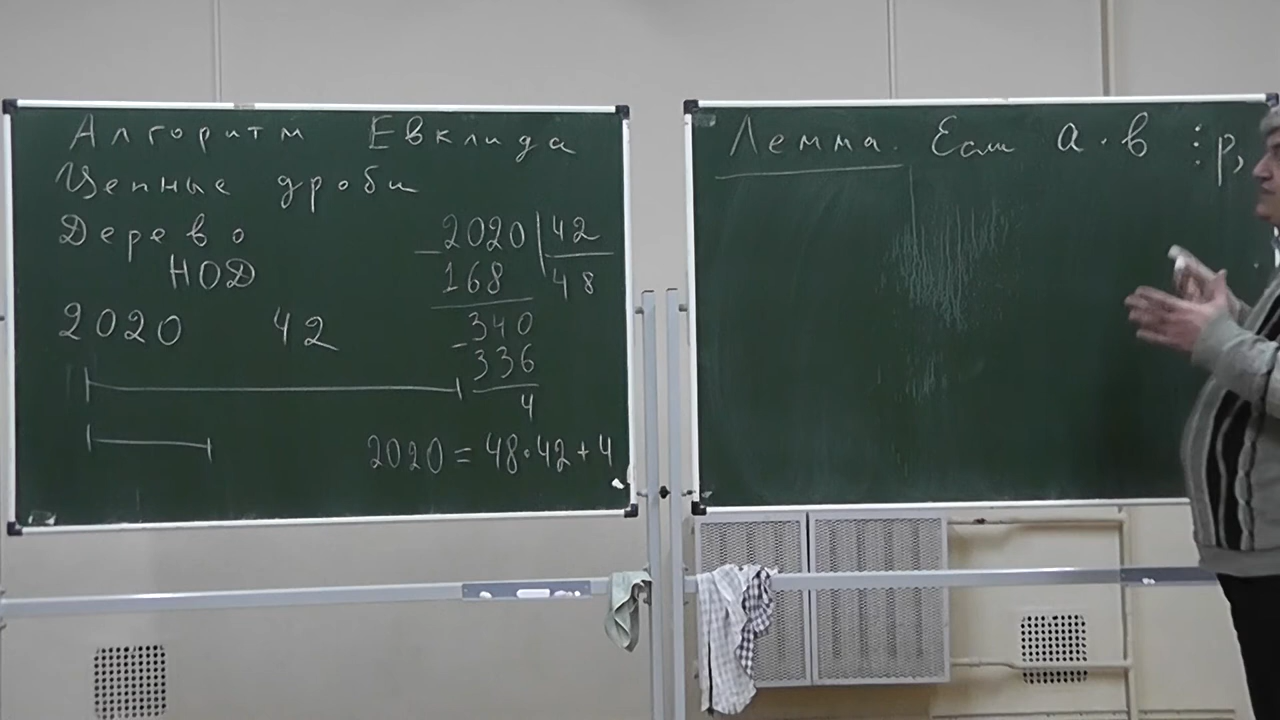 Алгоритм Евклида
Цепные дроби
Дерево
НОД
2020 42
2020 | 42
− 168 48
340
− 336
4
2020 = 48 · 42 + 4
Лемма. Если a · b ⋮ p,